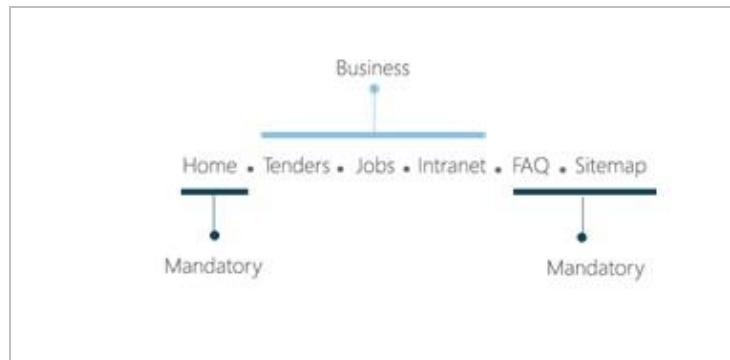 Business
Home • Tenders • Jobs • Intranet • FAQ • Sitemap
Mandatory
Mandatory